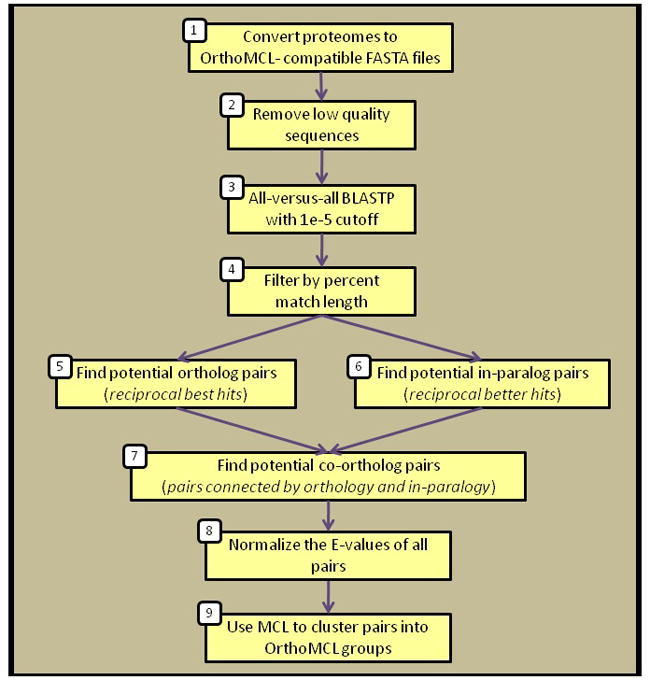 1
Convert proteomes to
OrthoMCL- compatible FASTA files
2
Remove low quality
sequences
3
All-versus-all BLASTP
with 1e-5 cutoff
4
Filter by percent
match length
5
Find potential ortholog pairs
(reciprocal best hits)
6
Find potential in-paralog pairs
(reciprocal better hits)
7
Find potential co-ortholog pairs
(pairs connected by orthology and in-paralogy)
8
Normalize the E-values of all
pairs
9
Use MCL to cluster pairs into
OrthoMCL groups